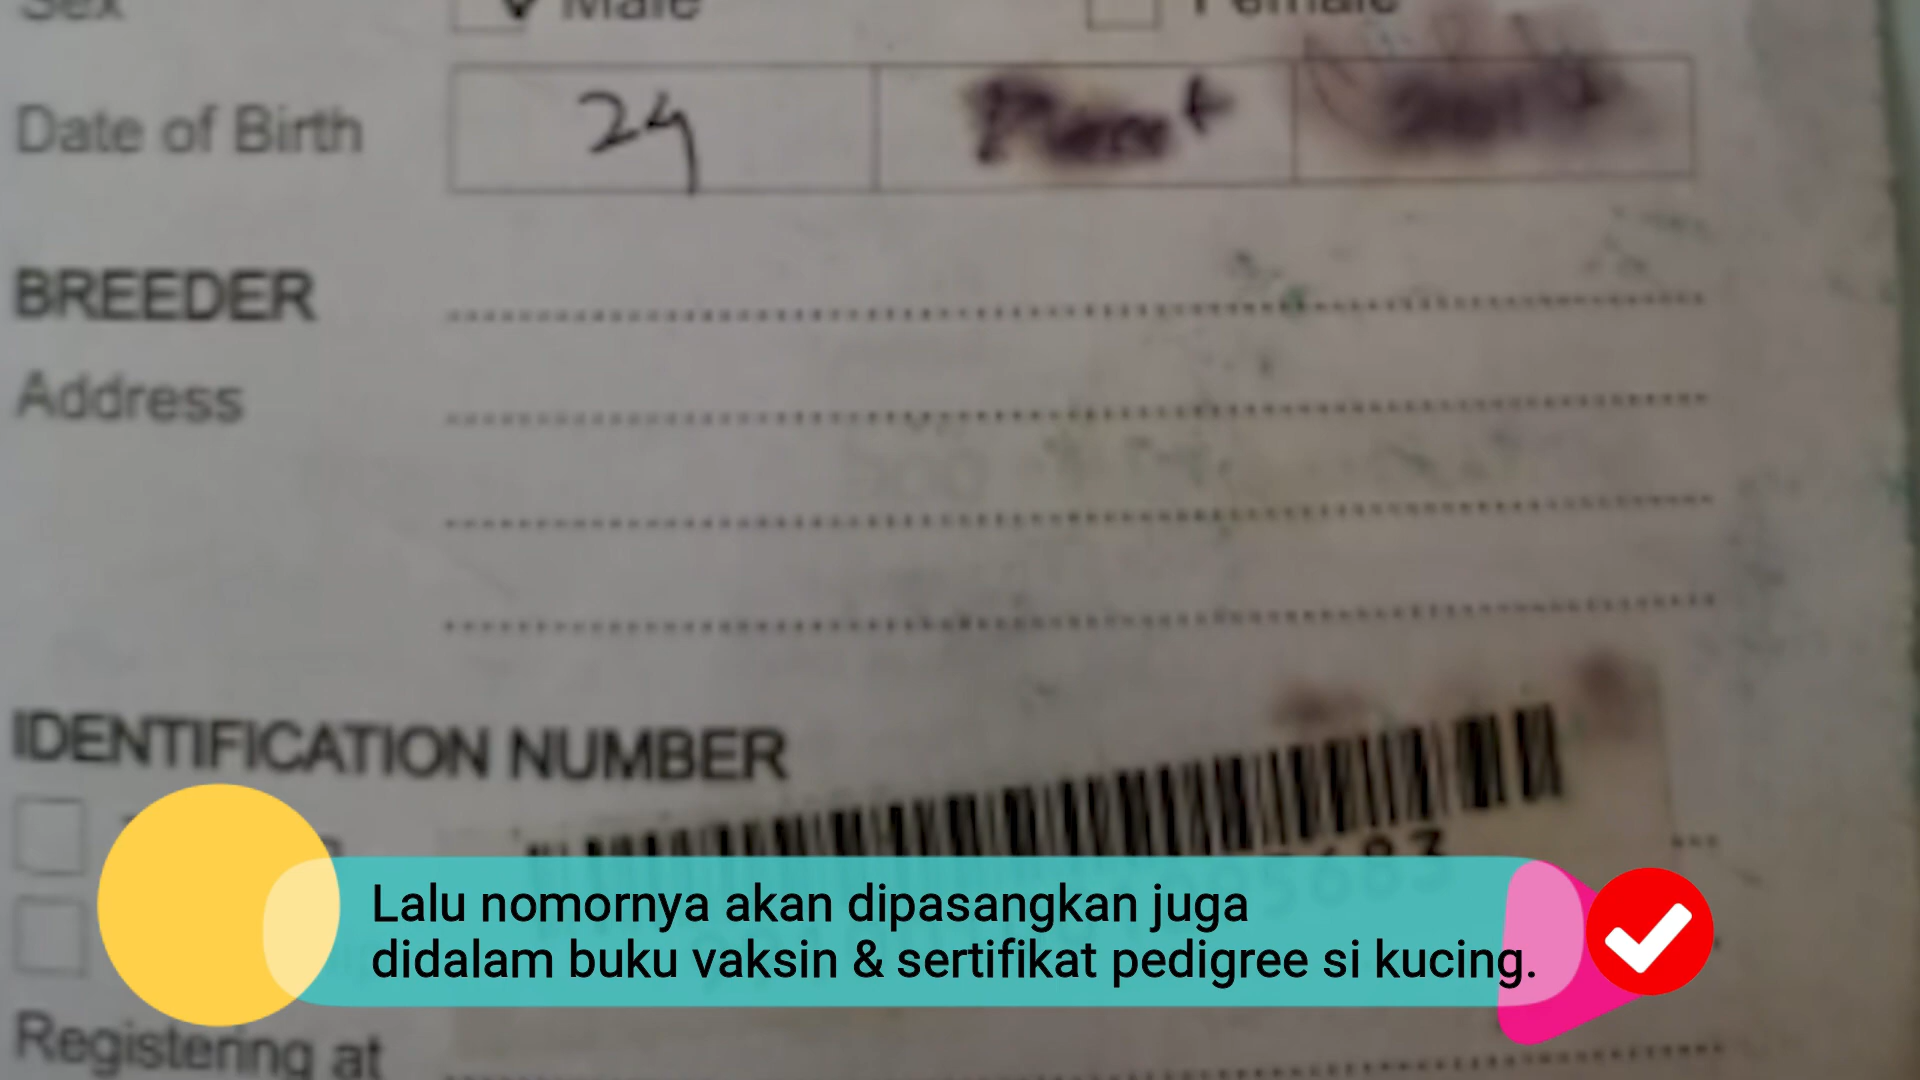 Sex Male Female
Date of Birth 24
BREEDER
Address
IDENTIFICATION NUMBER
Lalu nomornya akan dipasangkan juga
didalam buku vaksin & sertifikat pedigree si kucing.
Registering at